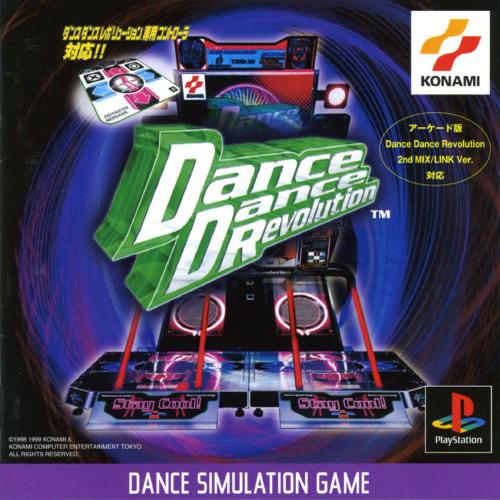 ダンスダンスレボリューション 専用コントローラ
対応!!
KONAMI
アーケード版
Dance Dance Revolution
2nd MIX/LINK Ver.
対応
Dance
Dance
Dance
Revolution
TM
Revolution
Stay Cool!
Stay Cool!
©1998 1999 KONAMI &
KONAMI COMPUTER ENTERTAINMENT TOKYO
ALL RIGHTS RESERVED.
PlayStation
DANCE SIMULATION GAME